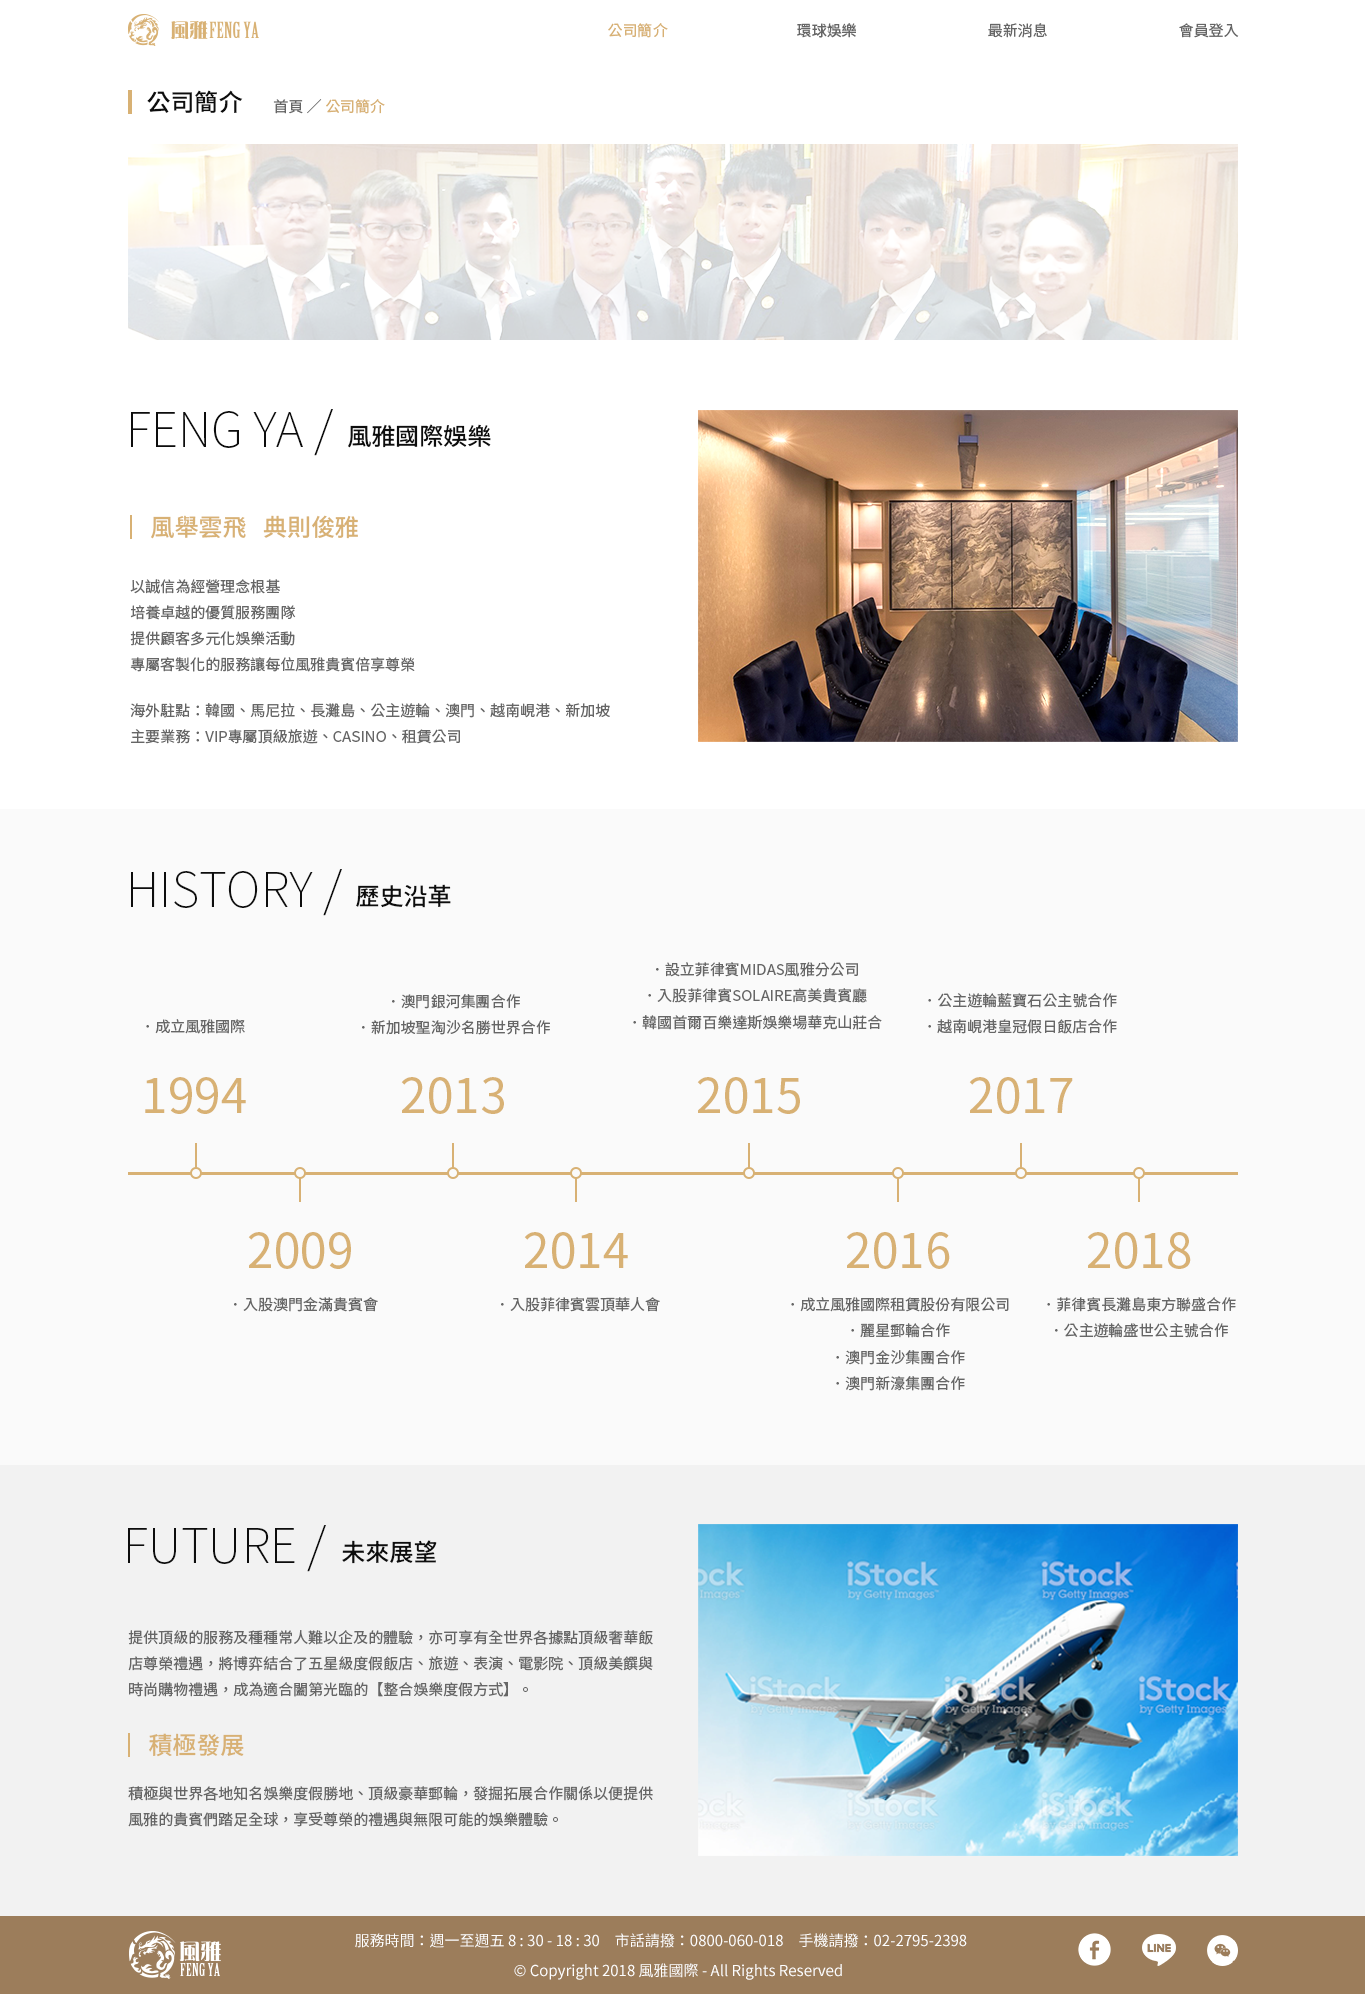 風雅 FENG YA
公司簡介
環球娛樂
最新消息
會員登入
公司簡介
首頁 ／ 公司簡介
FENG YA / 風雅國際娛樂
風舉雲飛 典則俊雅
以誠信為經營理念根基
培養卓越的優質服務團隊
提供顧客多元化娛樂活動
專屬客製化的服務讓每位風雅貴賓倍享尊榮
海外駐點：韓國、馬尼拉、長灘島、公主遊輪、澳門、越南峴港、新加坡
主要業務：VIP專屬頂級旅遊、CASINO、租賃公司
HISTORY / 歷史沿革
．成立風雅國際
1994
．澳門銀河集團合作
．新加坡聖淘沙名勝世界合作
2013
．設立菲律賓MIDAS風雅分公司
．入股菲律賓SOLAIRE高美貴賓廳
．韓國首爾百樂達斯娛樂場華克山莊合
2015
．公主遊輪藍寶石公主號合作
．越南峴港皇冠假日飯店合作
2017
2009
．入股澳門金滿貴賓會
2014
．入股菲律賓雲頂華人會
2016
．成立風雅國際租賃股份有限公司
．麗星郵輪合作
．澳門金沙集團合作
．澳門新濠集團合作
2018
．菲律賓長灘島東方聯盛合作
．公主遊輪盛世公主號合作
FUTURE / 未來展望
提供頂級的服務及種種常人難以企及的體驗，亦可享有全世界各據點頂級奢華飯
店尊榮禮遇，將博弈結合了五星級度假飯店、旅遊、表演、電影院、頂級美饌與
時尚購物禮遇，成為適合闔第光臨的【整合娛樂度假方式】。
積極發展
積極與世界各地知名娛樂度假勝地、頂級豪華郵輪，發掘拓展合作關係以便提供
風雅的貴賓們踏足全球，享受尊榮的禮遇與無限可能的娛樂體驗。
iStock
by Getty Images
iStock
by Getty Images
iStock
by Getty Images
iStock
by Getty Images
iStock
by Getty Images
iStock
by Getty Images
iStock
by Getty Images
風雅
FENG YA
服務時間：週一至週五 8 : 30 - 18 : 30 市話請撥：0800-060-018 手機請撥：02-2795-2398
© Copyright 2018 風雅國際 - All Rights Reserved
LINE